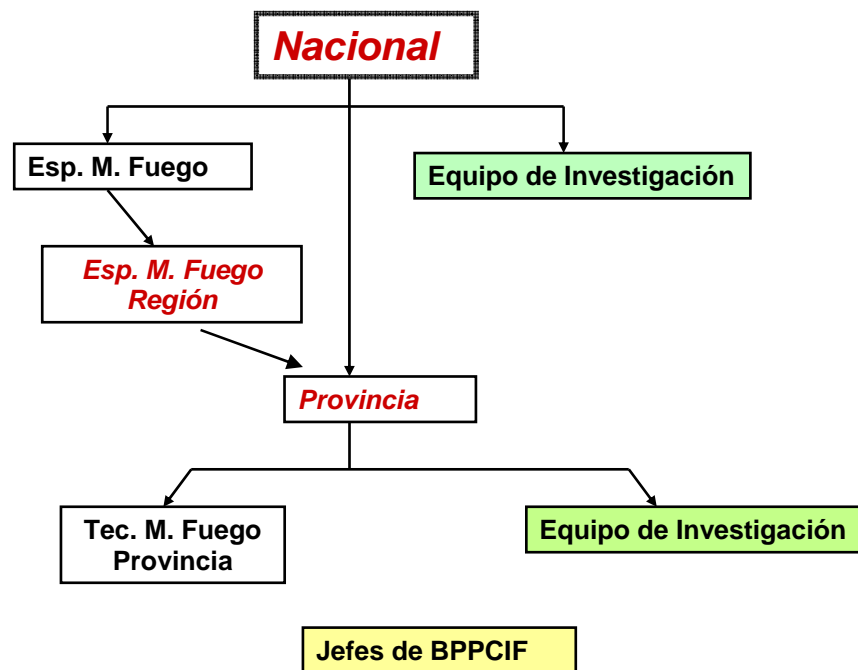 Nacional
Esp. M. Fuego
Equipo de Investigación
Esp. M. Fuego
Región
Provincia
Tec. M. Fuego
Provincia
Equipo de Investigación
Jefes de BPPCIF